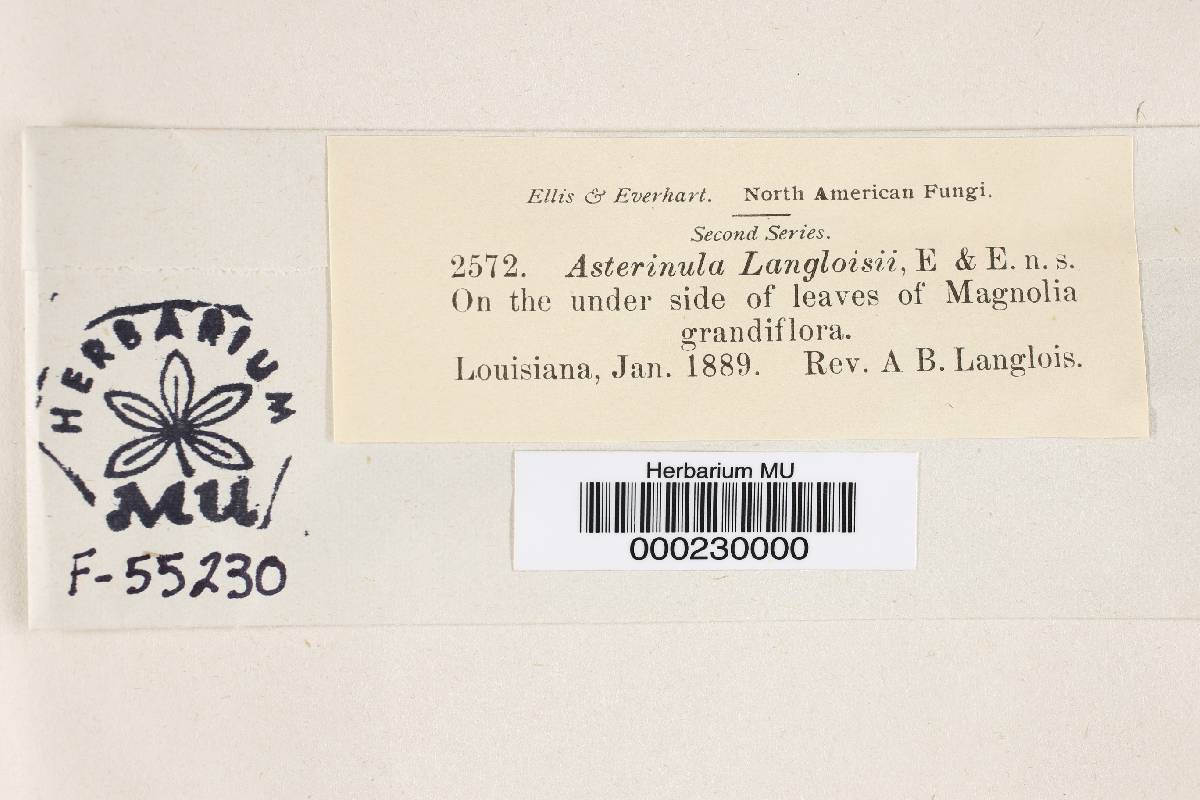 Ellis & Everhart. North American Fungi.
Second Series.
2572. Asterinula Langloisii, E & E. n. s.
On the under side of leaves of Magnolia
grandiflora.
Louisiana, Jan. 1889. Rev. A B. Langlois.
HERBARIUM
MU
F-55230
Herbarium MU
000230000